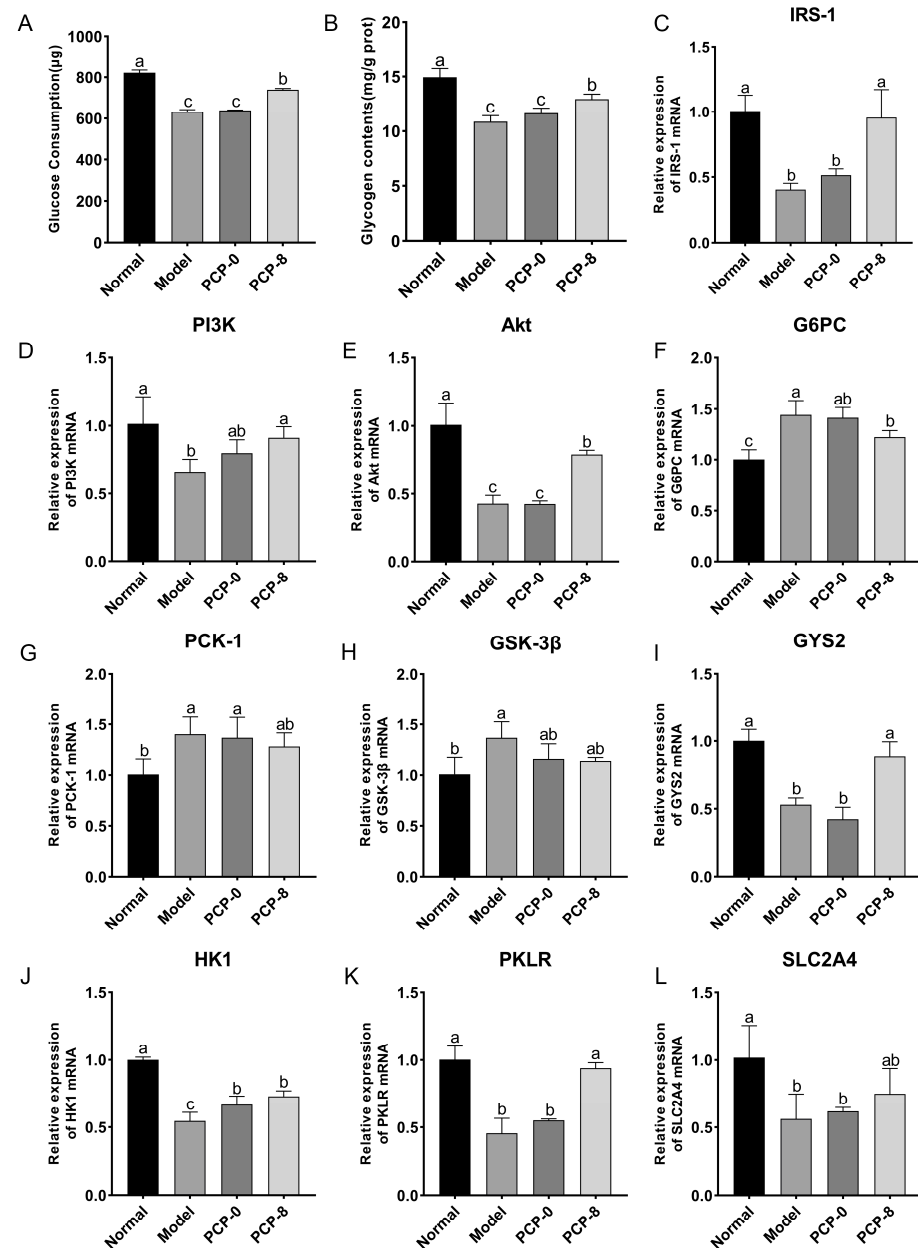 A
Glucose Consumption(μg)
1000
800
600
400
200
0
a
c
c
b
Normal
Model
PCP-0
PCP-8
B
Glycogen contents(mg/g prot)
20
15
10
5
0
a
c
c
b
Normal
Model
PCP-0
PCP-8
C
IRS-1
Relative expression
of IRS-1 mRNA
1.5
1.0
0.5
0.0
a
b
b
a
Normal
Model
PCP-0
PCP-8
D
PI3K
Relative expression
of PI3K mRNA
1.5
1.0
0.5
0.0
a
b
ab
a
Normal
Model
PCP-0
PCP-8
E
Akt
Relative expression
of Akt mRNA
1.5
1.0
0.5
0.0
a
c
c
b
Normal
Model
PCP-0
PCP-8
F
G6PC
Relative expression
of G6PC mRNA
2.0
1.5
1.0
0.5
0.0
c
a
ab
b
Normal
Model
PCP-0
PCP-8
G
PCK-1
Relative expression
of PCK-1 mRNA
2.0
1.5
1.0
0.5
0.0
b
a
a
ab
Normal
Model
PCP-0
PCP-8
H
GSK-3β
Relative expression
of GSK-3β mRNA
2.0
1.5
1.0
0.5
0.0
b
a
ab
ab
Normal
Model
PCP-0
PCP-8
I
GYS2
Relative expression
of GYS2 mRNA
1.5
1.0
0.5
0.0
a
b
b
a
Normal
Model
PCP-0
PCP-8
J
HK1
Relative expression
of HK1 mRNA
1.5
1.0
0.5
0.0
a
c
b
b
Normal
Model
PCP-0
PCP-8
K
PKLR
Relative expression
of PKLR mRNA
1.5
1.0
0.5
0.0
a
b
b
a
Normal
Model
PCP-0
PCP-8
L
SLC2A4
Relative expression
of SLC2A4 mRNA
1.5
1.0
0.5
0.0
a
b
b
ab
Normal
Model
PCP-0
PCP-8